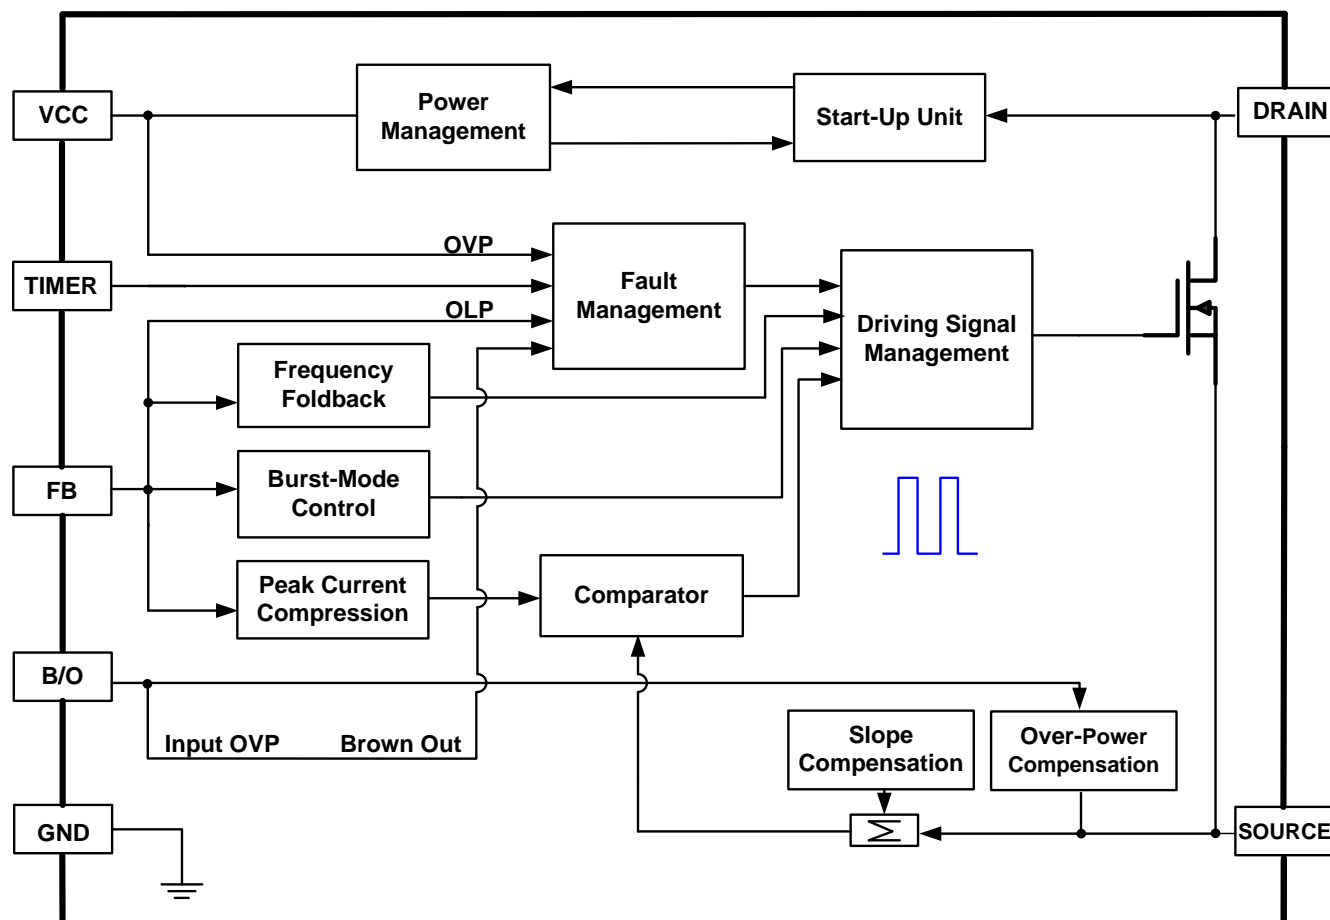 VCC
Power
Management
Start-Up Unit
DRAIN
OVP
TIMER
Fault
Management
OLP
Driving Signal
Management
Frequency
Foldback
FB
Burst-Mode
Control
Peak Current
Compression
Comparator
B/O
Input OVP
Brown Out
Slope
Compensation
Over-Power
Compensation
GND
Σ
SOURCE